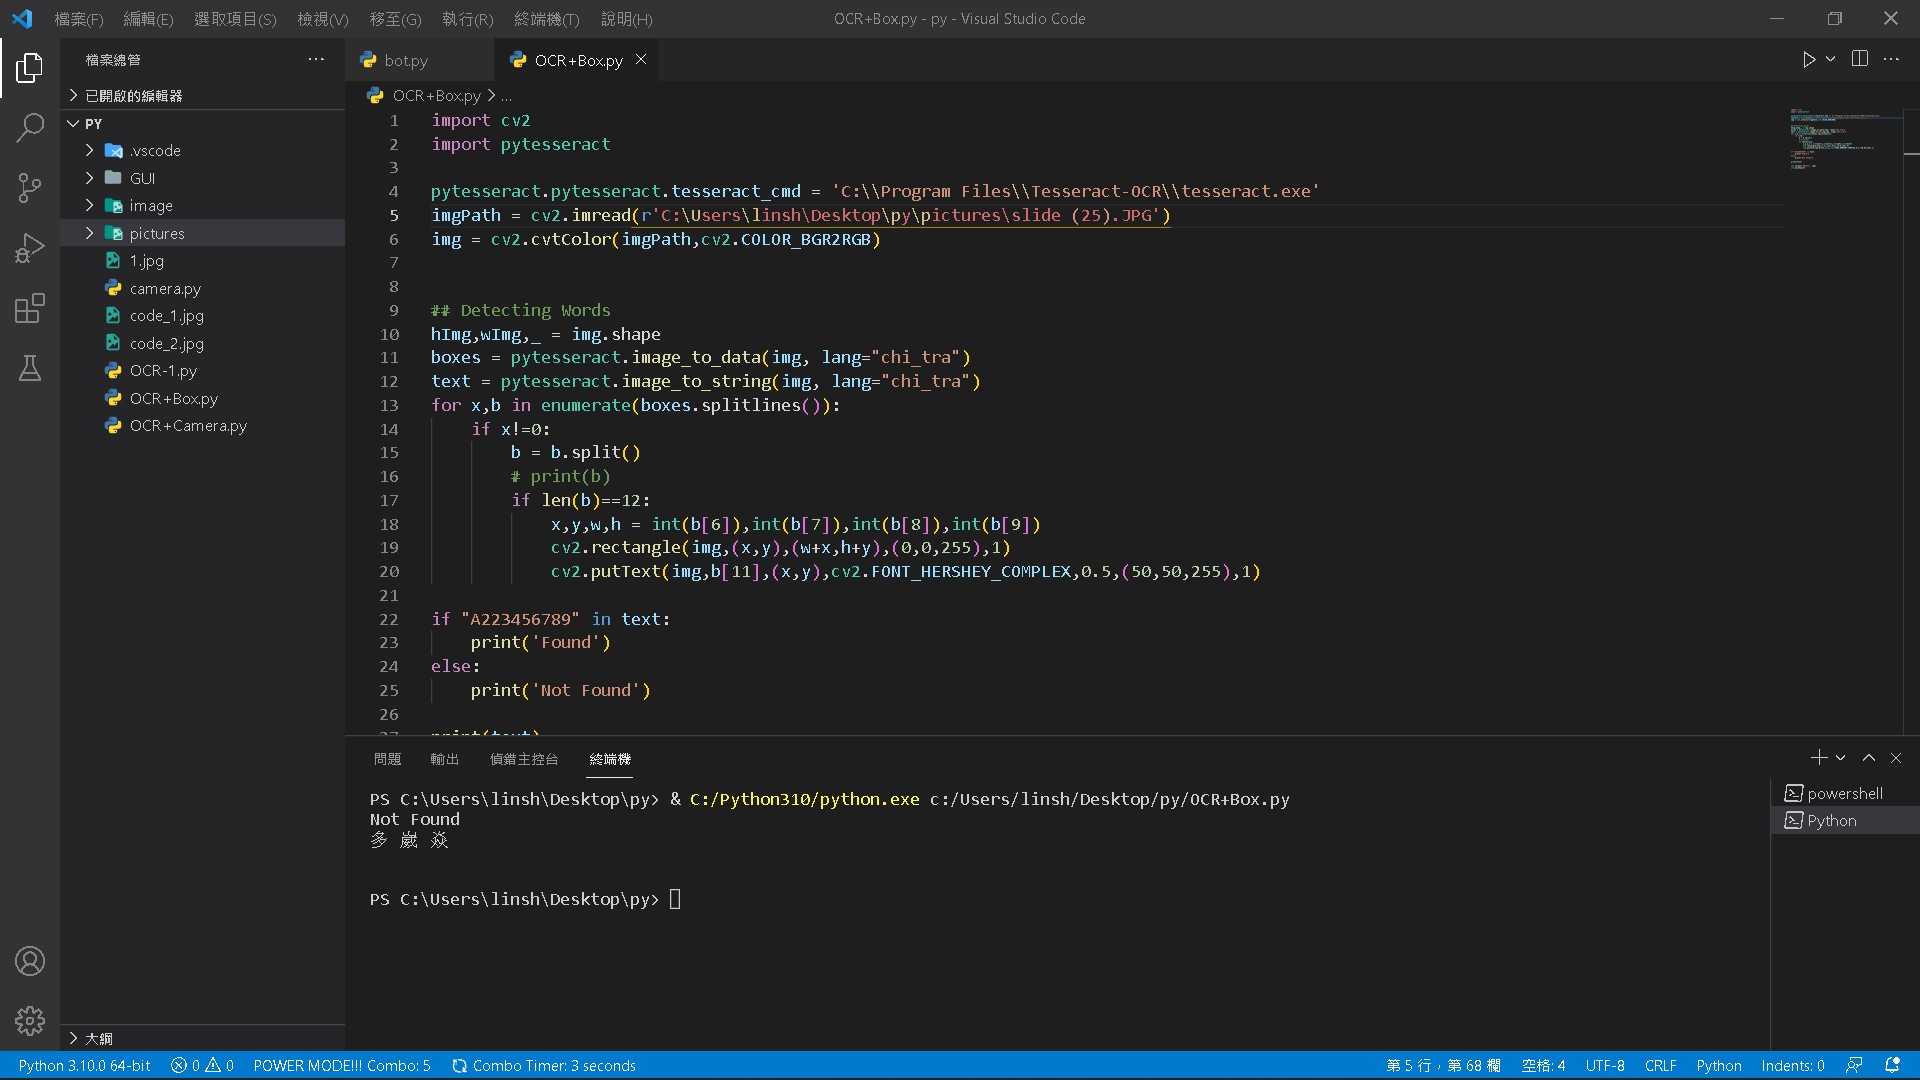 檔案(F) 編輯(E) 選取項目(S) 檢視(V) 移至(G) 執行(R) 終端機(T) 說明(H)
OCR+Box.py - py - Visual Studio Code
檔案總管
已開啟的編輯器
PY
.vscode
GUI
image
pictures
1.jpg
camera.py
code_1.jpg
code_2.jpg
OCR-1.py
OCR+Box.py
OCR+Camera.py
大綱
bot.py
OCR+Box.py
OCR+Box.py > ...
1 import cv2
2 import pytesseract
3
4 pytesseract.pytesseract.tesseract_cmd = 'C:\\Program Files\\Tesseract-OCR\\tesseract.exe'
5 imgPath = cv2.imread(r'C:\Users\linsh\Desktop\py\pictures\slide (25).JPG')
6 img = cv2.cvtColor(imgPath,cv2.COLOR_BGR2RGB)
7
8
9 ## Detecting Words
10 hImg,wImg,_ = img.shape
11 boxes = pytesseract.image_to_data(img, lang="chi_tra")
12 text = pytesseract.image_to_string(img, lang="chi_tra")
13 for x,b in enumerate(boxes.splitlines()):
14 if x!=0:
15 b = b.split()
16 # print(b)
17 if len(b)==12:
18 x,y,w,h = int(b[6]),int(b[7]),int(b[8]),int(b[9])
19 cv2.rectangle(img,(x,y),(w+x,h+y),(0,0,255),1)
20 cv2.putText(img,b[11],(x,y),cv2.FONT_HERSHEY_COMPLEX,0.5,(50,50,255),1)
21
22 if "A223456789" in text:
23 print('Found')
24 else:
25 print('Not Found')
26
27 print(text)
問題 輸出 偵錯主控台 終端機
PS C:\Users\linsh\Desktop\py> & C:/Python310/python.exe c:/Users/linsh/Desktop/py/OCR+Box.py
Not Found
多 崴 焱
PS C:\Users\linsh\Desktop\py>
powershell
Python
Python 3.10.0 64-bit 0 0 POWER MODE!!! Combo: 5 Combo Timer: 3 seconds
第 5 行，第 68 欄 空格: 4 UTF-8 CRLF Python Indents: 0